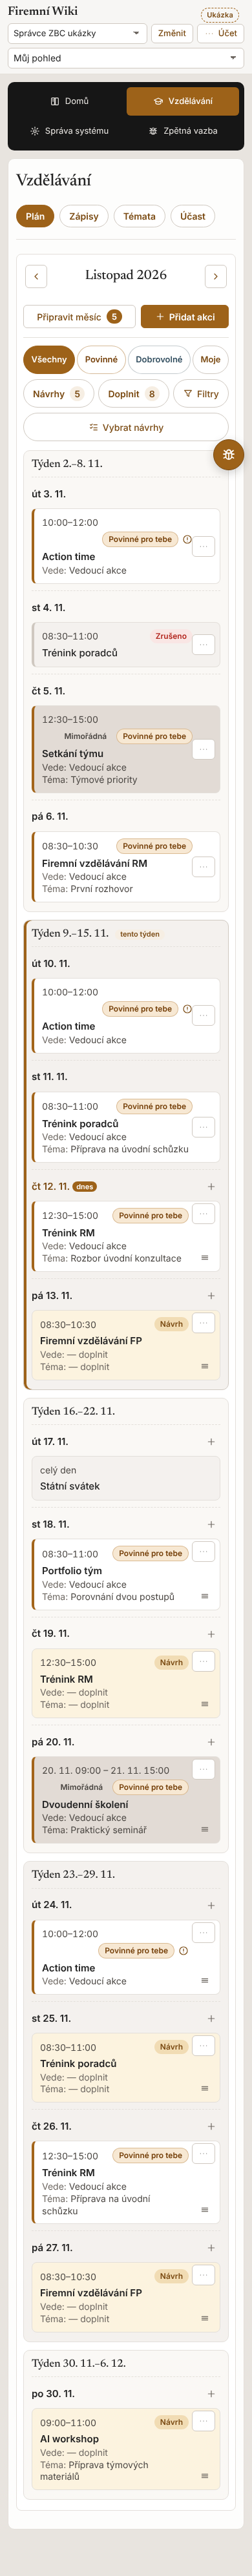 Firemní Wiki
Ukázka
Správce ZBC ukázky
Změnit
Účet
Můj pohled
Domů
Vzdělávání
Správa systému
Zpětná vazba
Vzdělávání
Plán
Zápisy
Témata
Účast
Listopad 2026
Připravit měsíc 5
Přidat akci
Všechny
Povinné
Dobrovolné
Moje
Návrhy 5
Doplnit 8
Filtry
Vybrat návrhy
Týden 2.–8. 11.
út 3. 11.
10:00–12:00
Povinné pro tebe
Action time
Vede: Vedoucí akce
st 4. 11.
08:30–11:00
Zrušeno
Trénink poradců
čt 5. 11.
12:30–15:00
Mimořádná
Povinné pro tebe
Setkání týmu
Vede: Vedoucí akce
Téma: Týmové priority
pá 6. 11.
08:30–10:30
Povinné pro tebe
Firemní vzdělávání RM
Vede: Vedoucí akce
Téma: První rozhovor
Týden 9.–15. 11.
tento týden
út 10. 11.
10:00–12:00
Povinné pro tebe
Action time
Vede: Vedoucí akce
st 11. 11.
08:30–11:00
Povinné pro tebe
Trénink poradců
Vede: Vedoucí akce
Téma: Příprava na úvodní schůzku
čt 12. 11. dnes
12:30–15:00
Povinné pro tebe
Trénink RM
Vede: Vedoucí akce
Téma: Rozbor úvodní konzultace
pá 13. 11.
08:30–10:30
Návrh
Firemní vzdělávání FP
Vede: — doplnit
Téma: — doplnit
Týden 16.–22. 11.
út 17. 11.
celý den
Státní svátek
st 18. 11.
08:30–11:00
Povinné pro tebe
Portfolio tým
Vede: Vedoucí akce
Téma: Porovnání dvou postupů
čt 19. 11.
12:30–15:00
Návrh
Trénink RM
Vede: — doplnit
Téma: — doplnit
pá 20. 11.
20. 11. 09:00 – 21. 11. 15:00
Mimořádná
Povinné pro tebe
Dvoudenní školení
Vede: Vedoucí akce
Téma: Praktický seminář
Týden 23.–29. 11.
út 24. 11.
10:00–12:00
Povinné pro tebe
Action time
Vede: Vedoucí akce
st 25. 11.
08:30–11:00
Návrh
Trénink poradců
Vede: — doplnit
Téma: — doplnit
čt 26. 11.
12:30–15:00
Povinné pro tebe
Trénink RM
Vede: Vedoucí akce
Téma: Příprava na úvodní
schůzku
pá 27. 11.
08:30–10:30
Návrh
Firemní vzdělávání FP
Vede: — doplnit
Téma: — doplnit
Týden 30. 11.–6. 12.
po 30. 11.
09:00–11:00
Návrh
AI workshop
Vede: — doplnit
Téma: Příprava týmových
materiálů